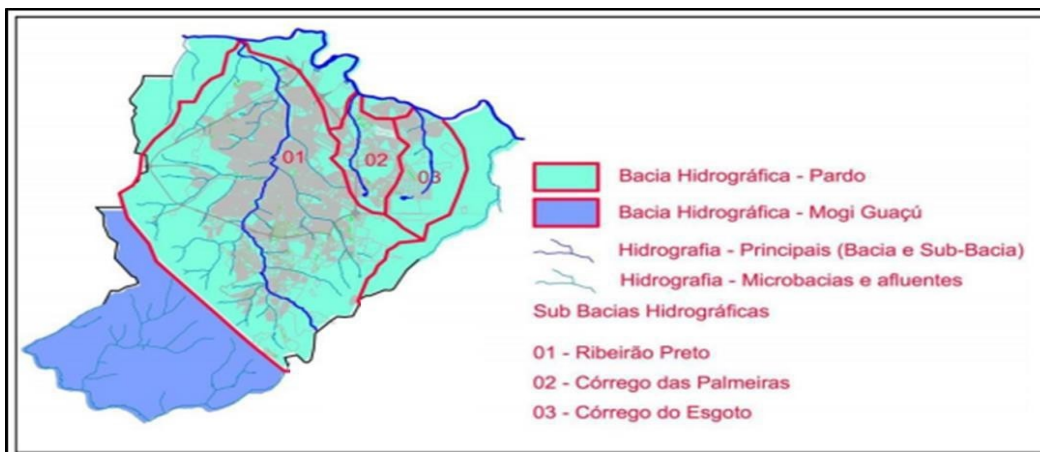 01
02
03
Bacia Hidrográfica - Pardo
Bacia Hidrográfica - Mogi Guaçú
Hidrografia - Principais (Bacia e Sub-Bacia)
Hidrografia - Microbacias e afluentes
Sub Bacias Hidrográficas
01 - Ribeirão Preto
02 - Córrego das Palmeiras
03 - Córrego do Esgoto